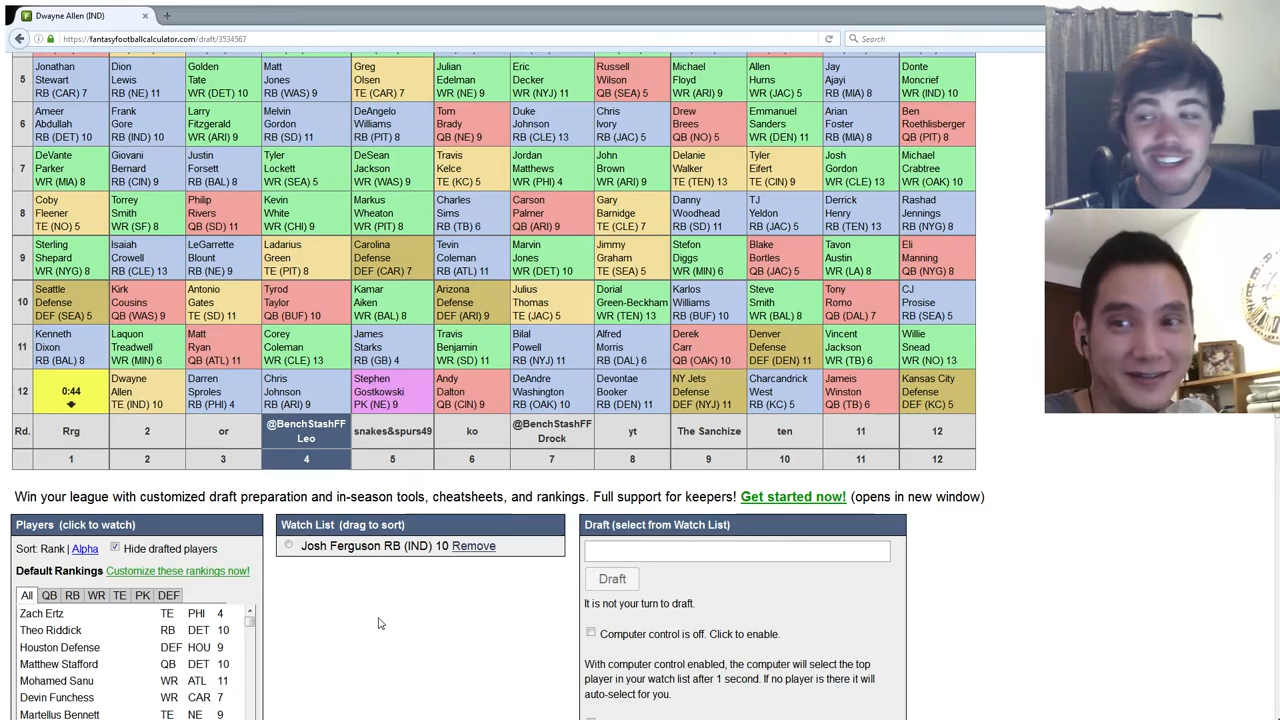 Dwayne Allen (IND)
https://fantasyfootballcalculator.com/draft/3534567
Search
5
Jonathan Stewart RB (CAR) 7
Dion Lewis RB (NE) 11
Golden Tate WR (DET) 10
Matt Jones RB (WAS) 9
Greg Olsen TE (CAR) 7
Julian Edelman WR (NE) 9
Eric Decker WR (NYJ) 11
Russell Wilson QB (SEA) 5
Michael Floyd WR (ARI) 9
Allen Hurns WR (JAC) 5
Jay Ajayi RB (MIA) 8
Donte Moncrief WR (IND) 10
6
Ameer Abdullah RB (DET) 10
Frank Gore RB (IND) 10
Larry Fitzgerald WR (ARI) 9
Melvin Gordon RB (SD) 11
DeAngelo Williams RB (PIT) 8
Tom Brady QB (NE) 9
Duke Johnson RB (CLE) 13
Chris Ivory RB (JAC) 5
Drew Brees QB (NO) 5
Emmanuel Sanders WR (DEN) 11
Arian Foster RB (MIA) 8
Ben Roethlisberger QB (PIT) 8
7
DeVante Parker WR (MIA) 8
Giovani Bernard RB (CIN) 9
Justin Forsett RB (BAL) 8
Tyler Lockett WR (SEA) 5
DeSean Jackson WR (WAS) 9
Travis Kelce TE (KC) 5
Jordan Matthews WR (PHI) 4
John Brown WR (ARI) 9
Delanie Walker TE (TEN) 13
Tyler Eifert TE (CIN) 9
Josh Gordon WR (CLE) 13
Michael Crabtree WR (OAK) 10
8
Coby Fleener TE (NO) 5
Torrey Smith WR (SF) 8
Philip Rivers QB (SD) 11
Kevin White WR (CHI) 9
Markus Wheaton WR (PIT) 8
Charles Sims RB (TB) 6
Carson Palmer QB (ARI) 9
Gary Barnidge TE (CLE) 7
Danny Woodhead RB (SD) 11
TJ Yeldon RB (JAC) 5
Derrick Henry RB (TEN) 13
Rashad Jennings RB (NYG) 8
9
Sterling Shepard WR (NYG) 8
Isaiah Crowell RB (CLE) 13
LeGarrette Blount RB (NE) 9
Ladarius Green TE (PIT) 8
Carolina Defense DEF (CAR) 7
Tevin Coleman RB (ATL) 11
Marvin Jones WR (DET) 10
Jimmy Graham TE (SEA) 5
Stefon Diggs WR (MIN) 6
Blake Bortles QB (JAC) 5
Tavon Austin WR (LA) 8
Eli Manning QB (NYG) 8
10
Seattle Defense DEF (SEA) 5
Kirk Cousins QB (WAS) 9
Antonio Gates TE (SD) 11
Tyrod Taylor QB (BUF) 10
Kamar Aiken WR (BAL) 8
Arizona Defense DEF (ARI) 9
Julius Thomas TE (JAC) 5
Dorial Green-Beckham WR (TEN) 13
Karlos Williams RB (BUF) 10
Steve Smith WR (BAL) 8
Tony Romo QB (DAL) 7
CJ Prosise RB (SEA) 5
11
Kenneth Dixon RB (BAL) 8
Laquon Treadwell WR (MIN) 6
Matt Ryan QB (ATL) 11
Corey Coleman WR (CLE) 13
James Starks RB (GB) 4
Travis Benjamin WR (SD) 11
Bilal Powell RB (NYJ) 11
Alfred Morris RB (DAL) 6
Derek Carr QB (OAK) 10
Denver Defense DEF (DEN) 11
Vincent Jackson WR (TB) 6
Willie Snead WR (NO) 13
12
0:44
Dwayne Allen TE (IND) 10
Darren Sproles RB (PHI) 4
Chris Johnson RB (ARI) 9
Stephen Gostkowski PK (NE) 9
Andy Dalton QB (CIN) 9
DeAndre Washington RB (OAK) 10
Devontae Booker RB (DEN) 11
NY Jets Defense DEF (NYJ) 11
Charcandrick West RB (KC) 5
Jameis Winston QB (TB) 6
Kansas City Defense DEF (KC) 5
Rd. Rrg 2 or @BenchStashFF Leo snakes&spurs49 ko @BenchStashFF Drock yt The Sanchize ten 11 12
1 2 3 4 5 6 7 8 9 10 11 12
Win your league with customized draft preparation and in-season tools, cheatsheets, and rankings. Full support for keepers! Get started now! (opens in new window)
Players (click to watch)
Sort: Rank | Alpha Hide drafted players
Default Rankings Customize these rankings now!
All QB RB WR TE PK DEF
Zach Ertz TE PHI 4
Theo Riddick RB DET 10
Houston Defense DEF HOU 9
Matthew Stafford QB DET 10
Mohamed Sanu WR ATL 11
Devin Funchess WR CAR 7
Martellus Bennett TE NE 9
Watch List (drag to sort)
Josh Ferguson RB (IND) 10 Remove
Draft (select from Watch List)
Draft
It is not your turn to draft.
Computer control is off. Click to enable.
With computer control enabled, the computer will select the top
player in your watch list after 1 second. If no player is there it will
auto-select for you.